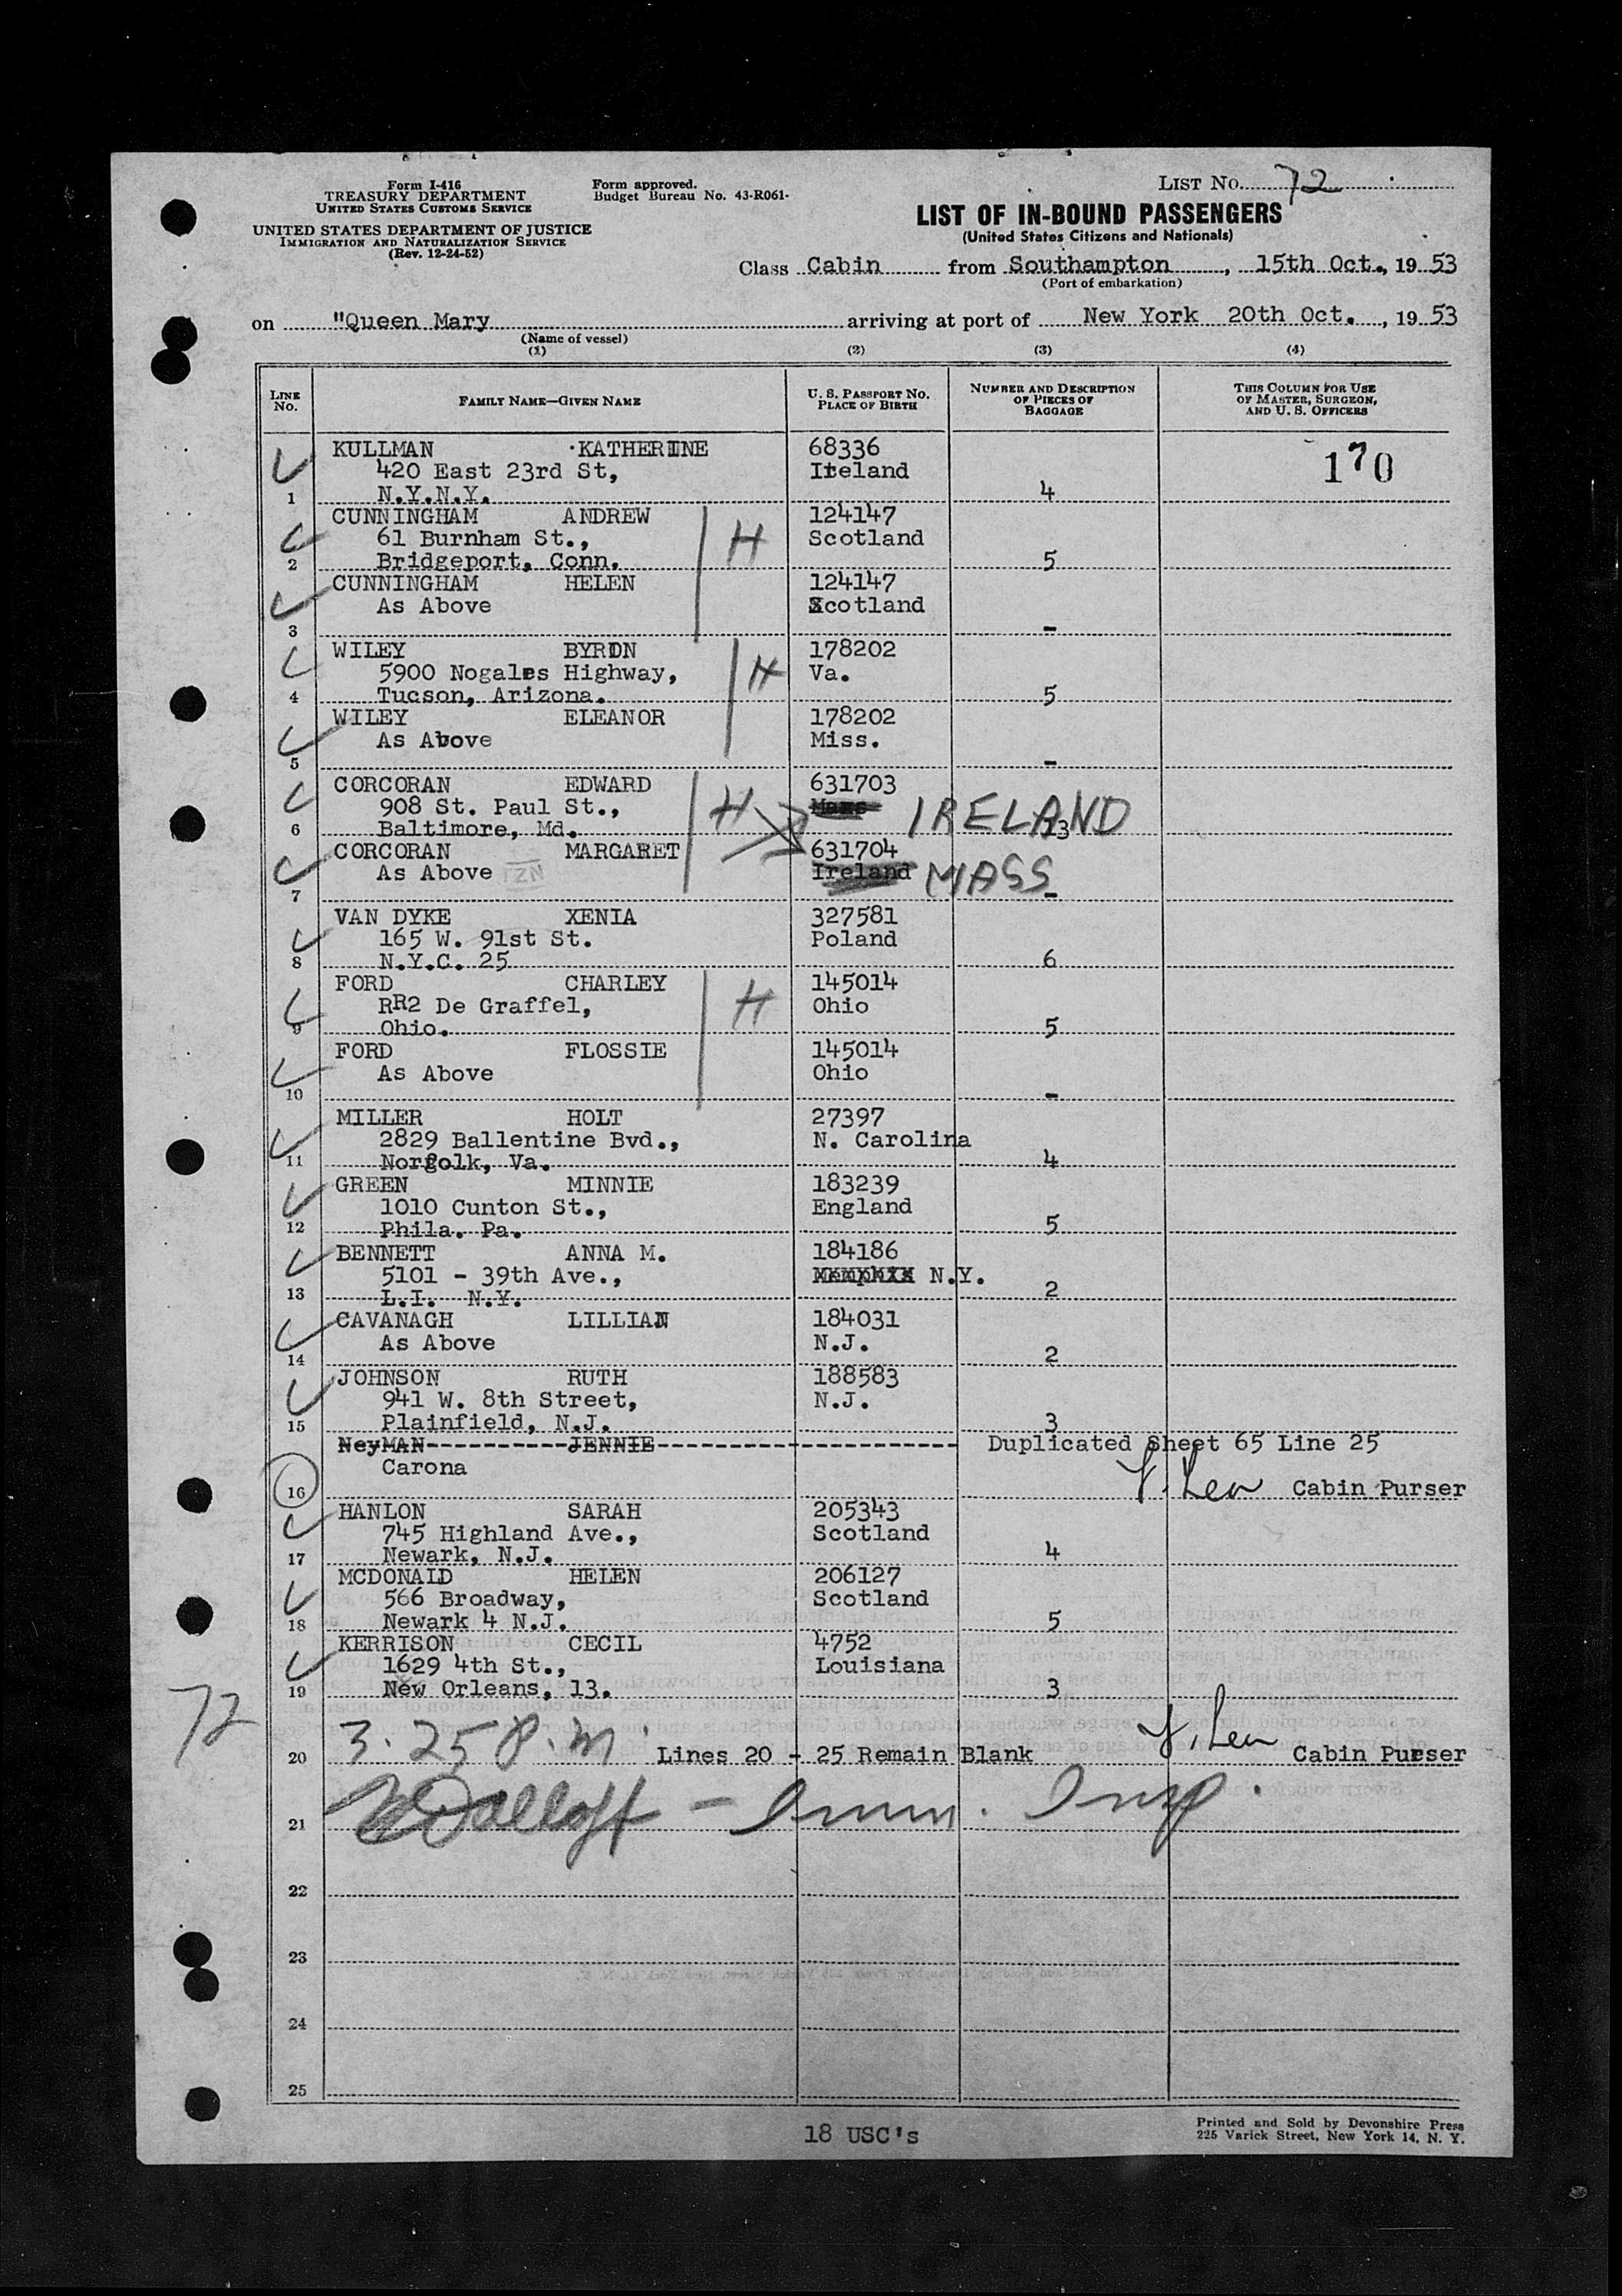 Form I-416
TREASURY DEPARTMENT
UNITED STATES CUSTOMS SERVICE
UNITED STATES DEPARTMENT OF JUSTICE
IMMIGRATION AND NATURALIZATION SERVICE
(Rev. 12-24-52)
Form approved.
Budget Bureau No. 43-R061-
LIST NO. 72
LIST OF IN-BOUND PASSENGERS
(United States Citizens and Nationals)
Class Cabin from Southampton, 15th Oct., 1953
(Port of embarkation)
on "Queen Mary arriving at port of New York 20th Oct., 1953
(Name of vessel)
(1) (2) (3) (4)
LINE NO. FAMILY NAME—GIVEN NAME U. S. PASSPORT NO. PLACE OF BIRTH NUMBER AND DESCRIPTION OF PIECES OF BAGGAGE THIS COLUMN FOR USE OF MASTER, SURGEON, AND U. S. OFFICERS
KULLMAN KATHERINE 68336 170
420 East 23rd St, Ireland
1 N.Y.N.Y. 4
CUNNINGHAM ANDREW 124147
61 Burnham St., H Scotland
2 Bridgeport, Conn. 5
CUNNINGHAM HELEN 124147
As Above Scotland
3 -
WILEY BYRON 178202
5900 Nogales Highway, H Va.
4 Tucson, Arizona. 5
WILEY ELEANOR 178202
As Above Miss.
5 -
CORCORAN EDWARD 631703
908 St. Paul St., H Mass IRELAND
6 Baltimore, Md. 13
CORCORAN MARGARET 631704
As Above Ireland MASS
7 -
VAN DYKE XENIA 327581
165 W. 91st St. Poland
8 N.Y.C. 25 6
FORD CHARLEY 145014
RR2 De Graffel, H Ohio
9 Ohio. 5
FORD FLOSSIE 145014
As Above Ohio
10 -
MILLER HOLT 27397
2829 Ballentine Bvd., N. Carolina
11 Norfolk, Va. 4
GREEN MINNIE 183239
1010 Cunton St., England
12 Phila. Pa. 5
BENNETT ANNA M. 184186
5101 - 39th Ave., Memphis N.Y.
13 L.I. N.Y. 2
CAVANAGH LILLIAN 184031
As Above N.J.
14 2
JOHNSON RUTH 188583
941 W. 8th Street, N.J.
15 Plainfield, N.J. 3
NeyMAN----------JENNIE------------------- Duplicated Sheet 65 Line 25
Carona
16 Cabin Purser
HANLON SARAH 205343
745 Highland Ave., Scotland
17 Newark, N.J. 4
MCDONALD HELEN 206127
566 Broadway, Scotland
18 Newark 4 N.J. 5
KERRISON CECIL 4752
1629 4th St., Louisiana
19 New Orleans, 13. 3
72
20 3.25 P.M. Lines 20 - 25 Remain Blank Cabin Purser
21 - Imm. Insp.
22
23
24
25
18 USC's
Printed and Sold by Devonshire Press
225 Varick Street, New York 14, N. Y.